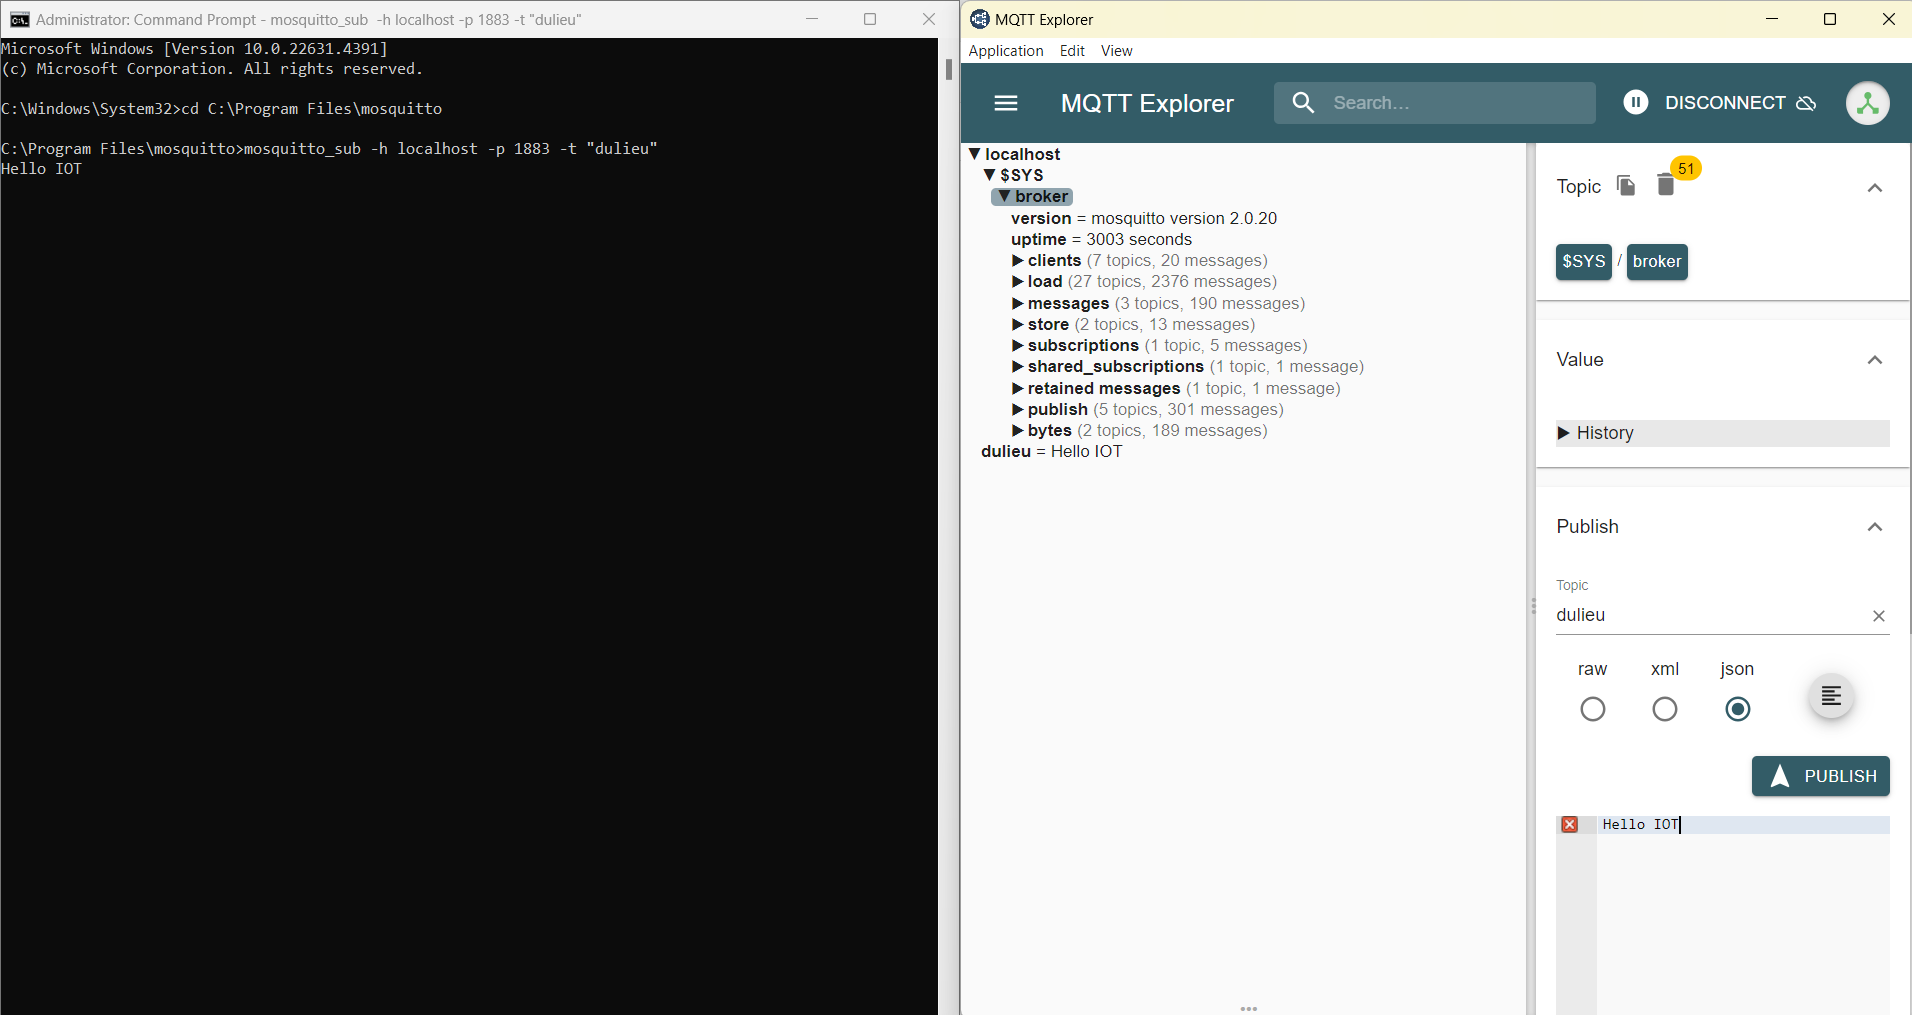 Administrator: Command Prompt - mosquitto_sub  -h localhost -p 1883 -t "dulieu"
Microsoft Windows [Version 10.0.22631.4391]
(c) Microsoft Corporation. All rights reserved.
C:\Windows\System32>cd C:\Program Files\mosquitto
C:\Program Files\mosquitto>mosquitto_sub -h localhost -p 1883 -t "dulieu"
Hello IOT
MQTT Explorer
Application Edit View
MQTT Explorer
Search...
DISCONNECT
localhost
$SYS
broker
version = mosquitto version 2.0.20
uptime = 3003 seconds
clients (7 topics, 20 messages)
load (27 topics, 2376 messages)
messages (3 topics, 190 messages)
store (2 topics, 13 messages)
subscriptions (1 topic, 5 messages)
shared_subscriptions (1 topic, 1 message)
retained messages (1 topic, 1 message)
publish (5 topics, 301 messages)
bytes (2 topics, 189 messages)
dulieu = Hello IOT
Topic 51
$SYS / broker
Value
History
Publish
Topic
dulieu
raw xml json
PUBLISH
Hello IOT